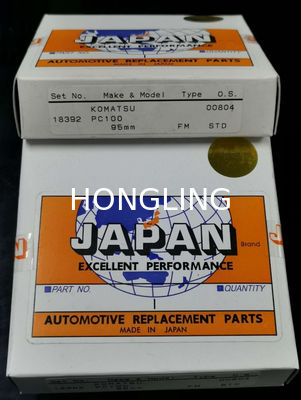 JAPAN
EXCELLENT PERFORMANCE
AUTOMOTIVE REPLACEMENT PARTS
Set No. Make & Model Type O.S.
KOMATSU 00804
18392 PC100
95mm FM STD
HONGLING
JAPAN Brand
EXCELLENT PERFORMANCE
PART NO. QUANTITY
AUTOMOTIVE REPLACEMENT PARTS
MADE IN JAPAN